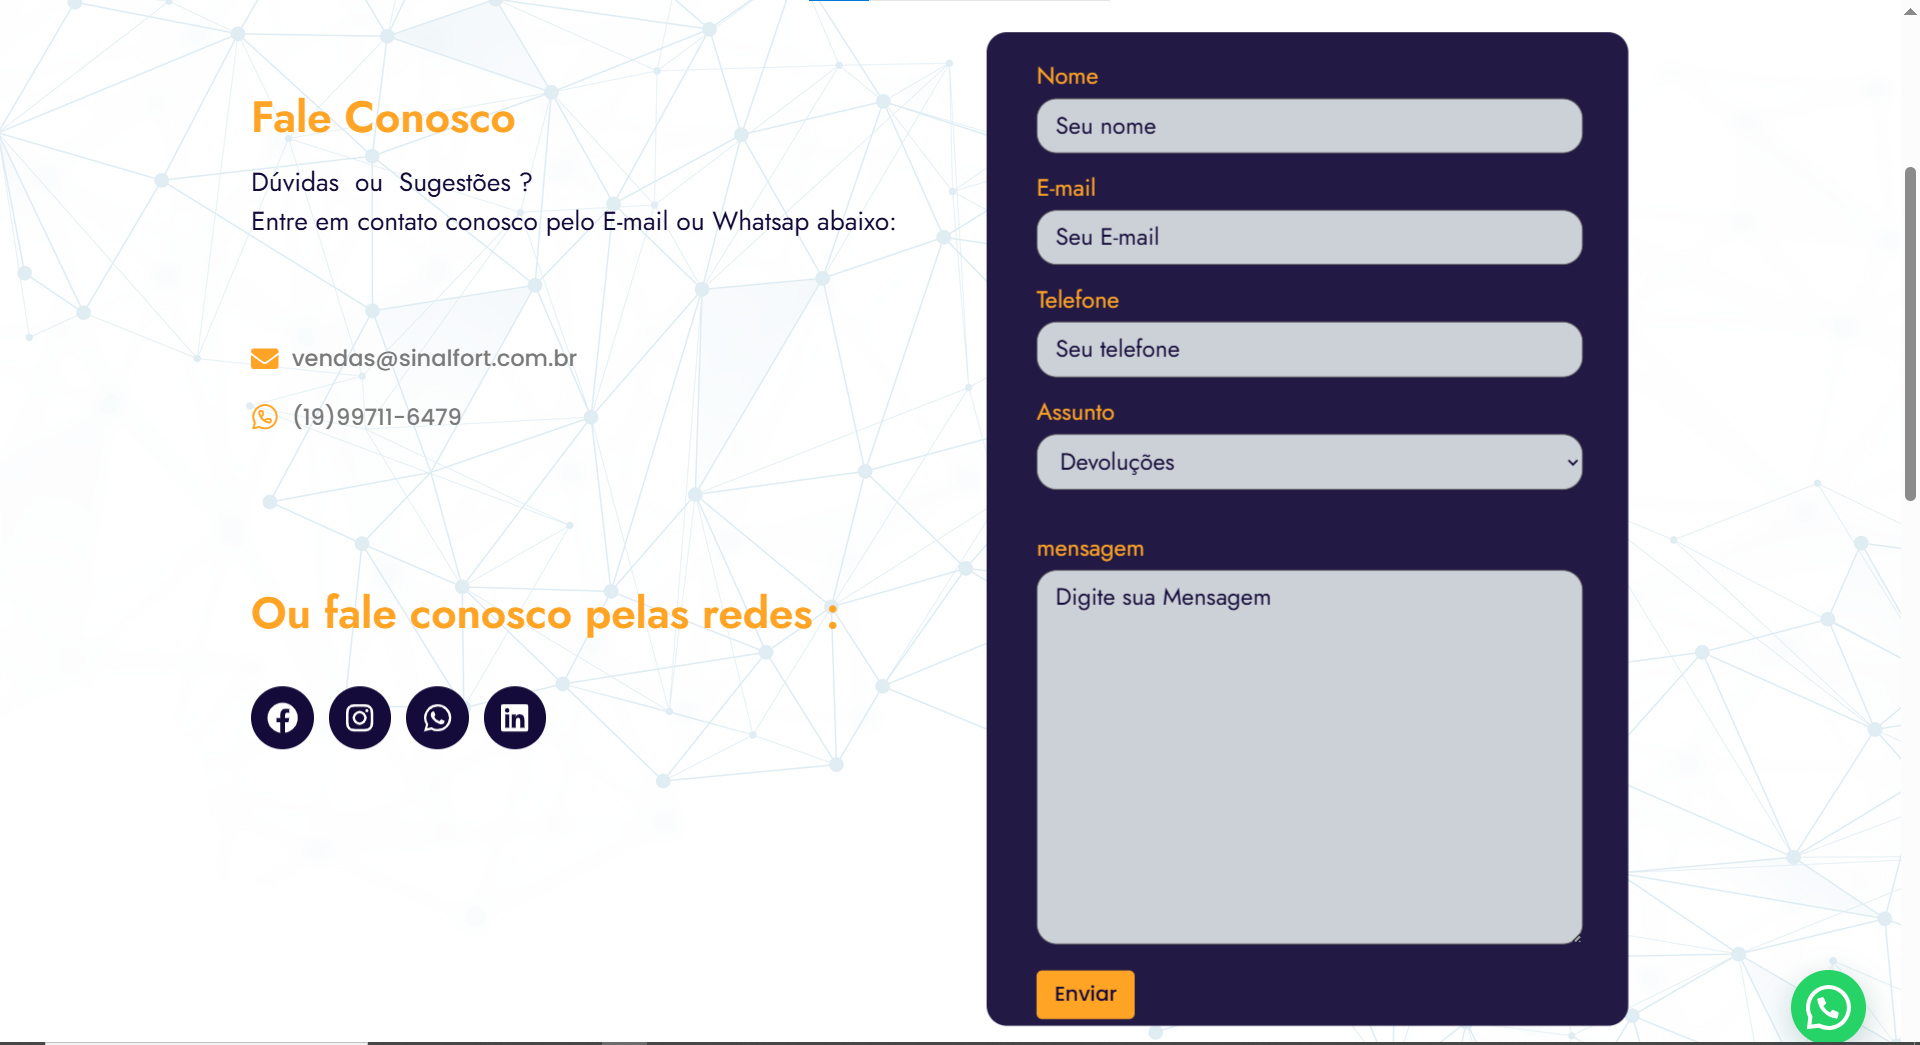 Fale Conosco
Dúvidas ou Sugestões ?
Entre em contato conosco pelo E-mail ou Whatsap abaixo:
vendas@sinalfort.com.br
(19)99711-6479
Ou fale conosco pelas redes :
Nome
Seu nome
E-mail
Seu E-mail
Telefone
Seu telefone
Assunto
Devoluções
mensagem
Digite sua Mensagem
Enviar